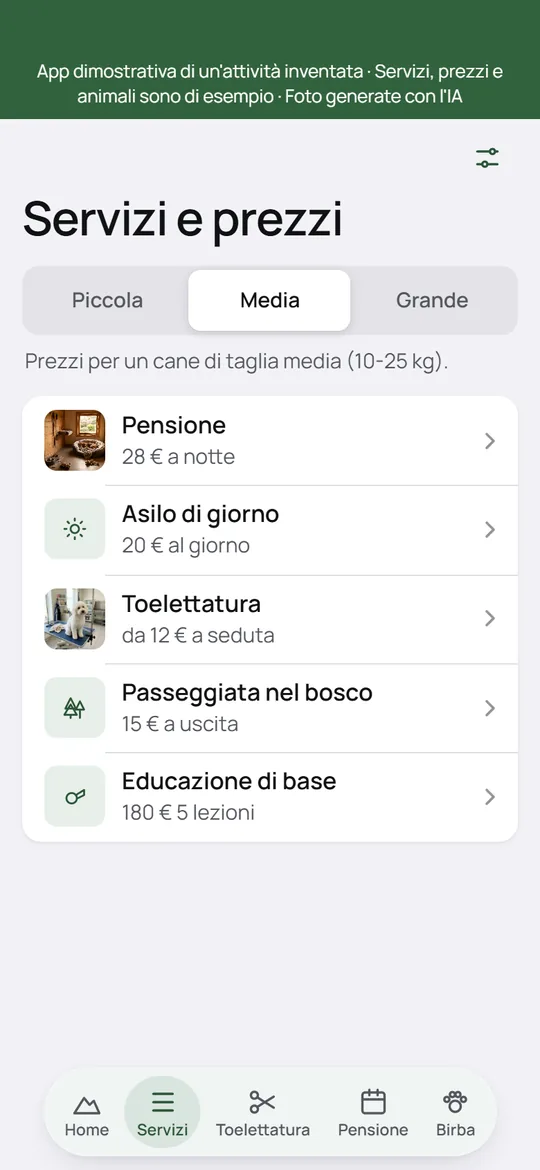 App dimostrativa di un'attività inventata · Servizi, prezzi e
animali sono di esempio · Foto generate con l'IA
Servizi e prezzi
Piccola
Media
Grande
Prezzi per un cane di taglia media (10-25 kg).
Pensione
28 € a notte
Asilo di giorno
20 € al giorno
Toelettatura
da 12 € a seduta
Passeggiata nel bosco
15 € a uscita
Educazione di base
180 € 5 lezioni
Home
Servizi
Toelettatura
Pensione
Birba